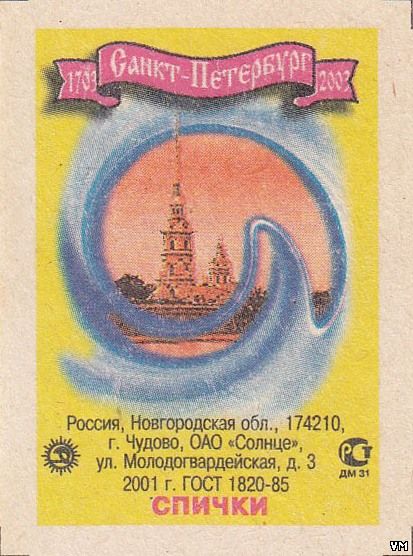 1703 Санкт-Петербург 2003
Россия, Новгородская обл., 174210,
г. Чудово, ОАО «Солнце»,
ул. Молодогвардейская, д. 3
2001 г. ГОСТ 1820-85
РСТ
ДМ 31
СПИЧКИ
VM